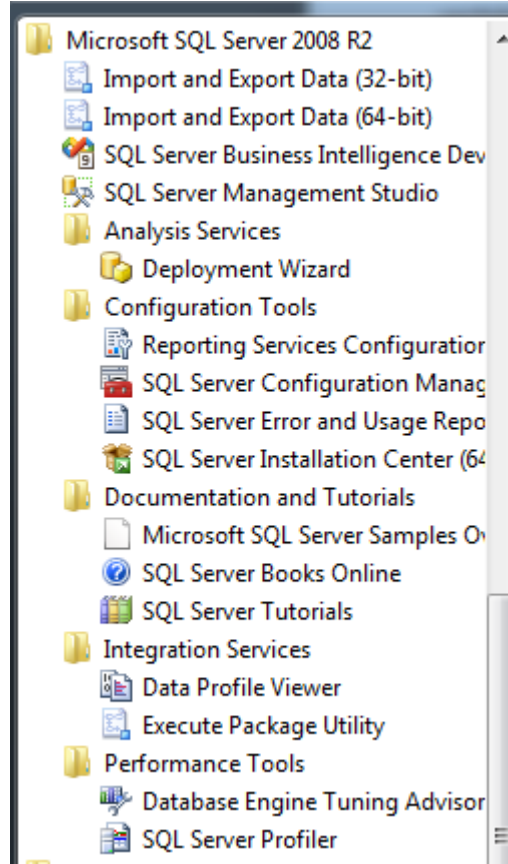 Microsoft SQL Server 2008 R2
Import and Export Data (32-bit)
Import and Export Data (64-bit)
SQL Server Business Intelligence Dev
SQL Server Management Studio
Analysis Services
Deployment Wizard
Configuration Tools
Reporting Services Configuration
SQL Server Configuration Manag
SQL Server Error and Usage Repo
SQL Server Installation Center (64
Documentation and Tutorials
Microsoft SQL Server Samples Ov
SQL Server Books Online
SQL Server Tutorials
Integration Services
Data Profile Viewer
Execute Package Utility
Performance Tools
Database Engine Tuning Advisor
SQL Server Profiler